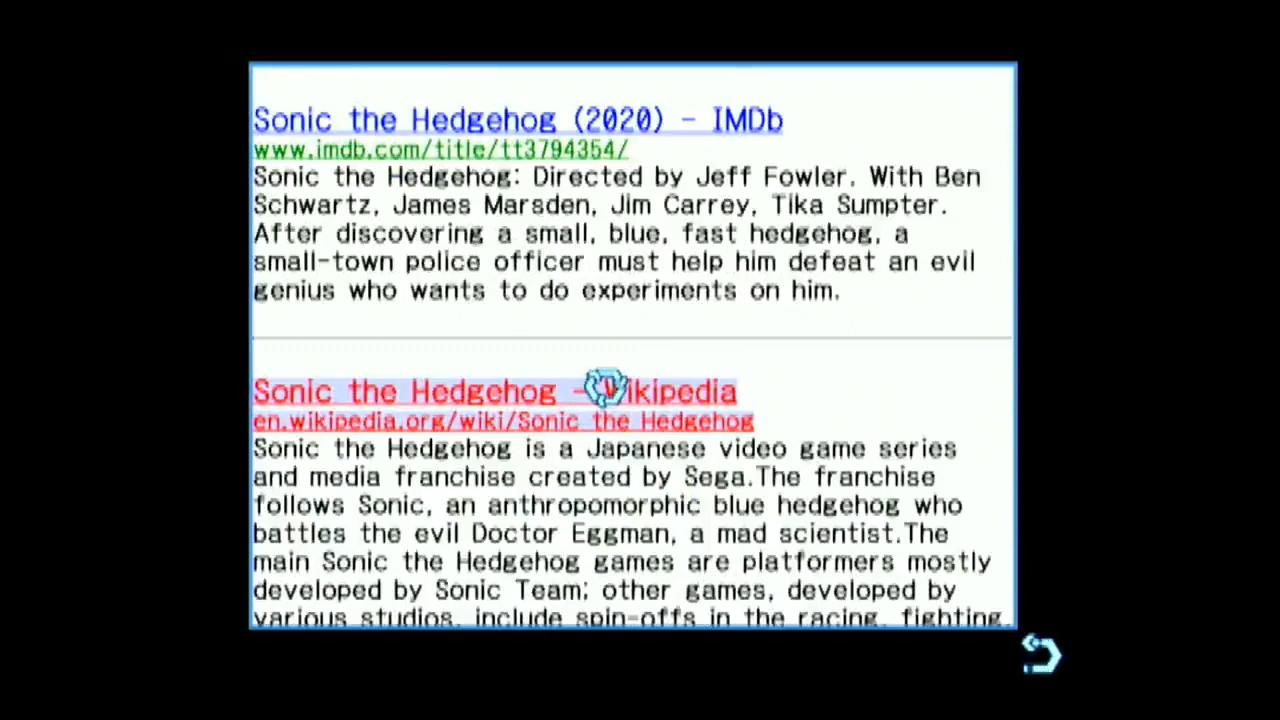 Sonic the Hedgehog (2020) - IMDb
www.imdb.com/title/tt3794354/
Sonic the Hedgehog: Directed by Jeff Fowler. With Ben
Schwartz, James Marsden, Jim Carrey, Tika Sumpter.
After discovering a small, blue, fast hedgehog, a
small-town police officer must help him defeat an evil
genius who wants to do experiments on him.
Sonic the Hedgehog - Wikipedia
en.wikipedia.org/wiki/Sonic_the_Hedgehog
Sonic the Hedgehog is a Japanese video game series
and media franchise created by Sega.The franchise
follows Sonic, an anthropomorphic blue hedgehog who
battles the evil Doctor Eggman, a mad scientist.The
main Sonic the Hedgehog games are platformers mostly
developed by Sonic Team; other games, developed by
various studios, include spin-offs in the racing, fighting,